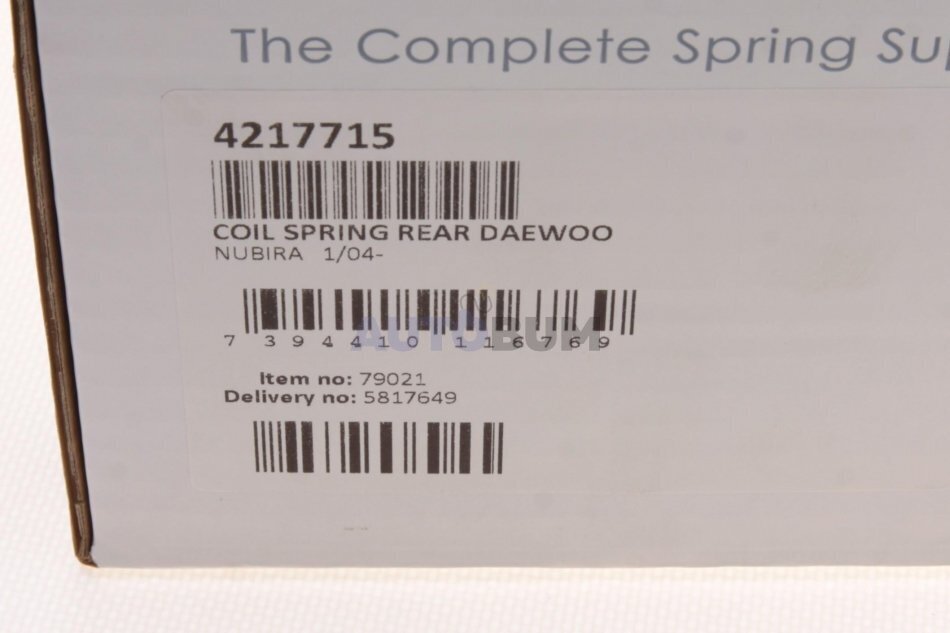 The Complete Spring Sup
4217715
COIL SPRING REAR DAEWOO
NUBIRA 1/04-
AUTOBUM
7 394410 116769
Item no: 79021
Delivery no: 5817649